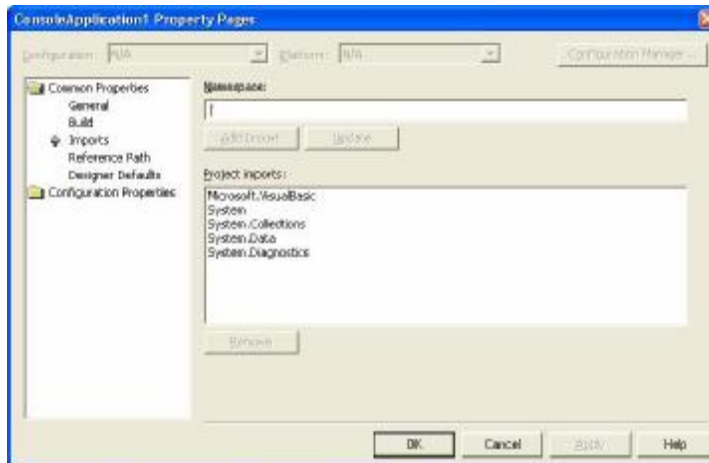 ConsoleApplication1 Property Pages
Configuration: N/A Platform: N/A Configuration Manager...
Common Properties
General
Build
Imports
Reference Path
Designer Defaults
Configuration Properties
Namespace:
Add Import Update
Project imports:
Microsoft.VisualBasic
System
System.Collections
System.Data
System.Diagnostics
Remove
OK Cancel Apply Help